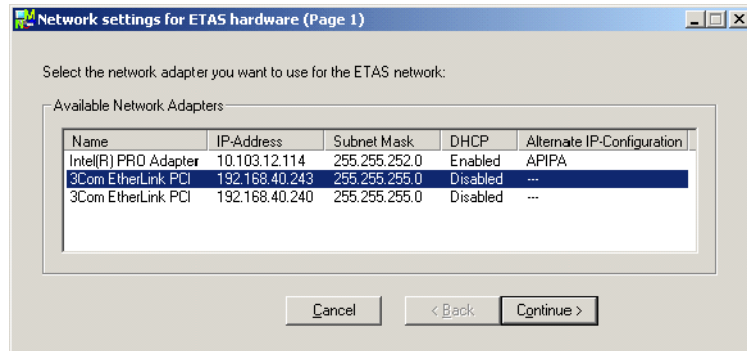 Network settings for ETAS hardware (Page 1)
Select the network adapter you want to use for the ETAS network:
Available Network Adapters
Name IP-Address Subnet Mask DHCP Alternate IP-Configuration
Intel(R) PRO Adapter 10.103.12.114 255.255.252.0 Enabled APIPA
3Com EtherLink PCI 192.168.40.243 255.255.255.0 Disabled ---
3Com EtherLink PCI 192.168.40.240 255.255.255.0 Disabled ---
Cancel < Back Continue >